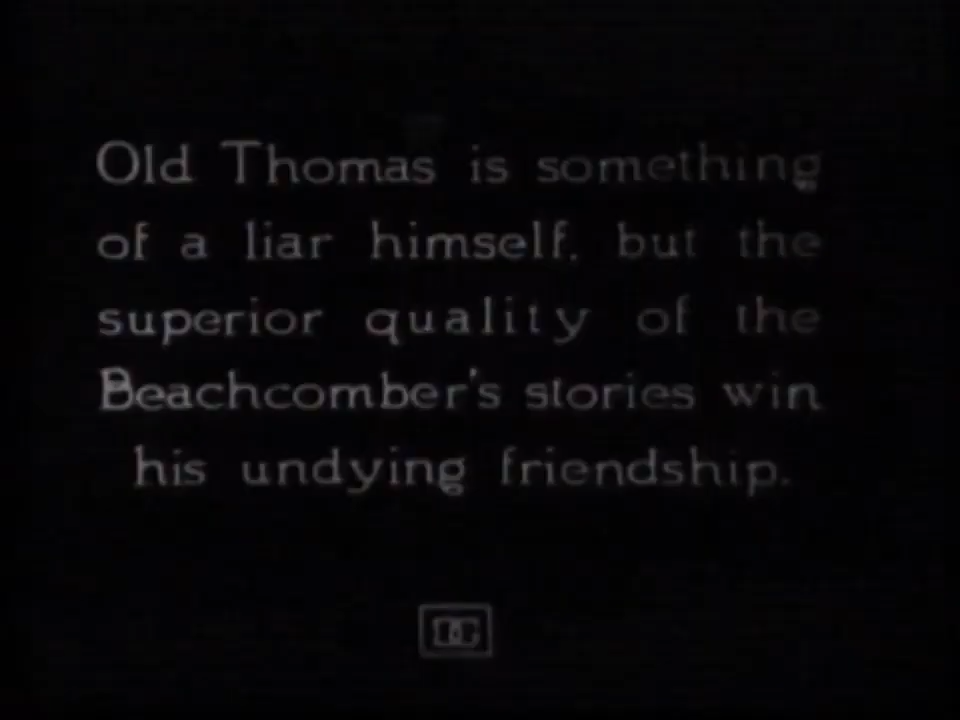 Old Thomas is something
of a liar himself, but the
superior quality of the
Beachcomber's stories win
his undying friendship.
DG